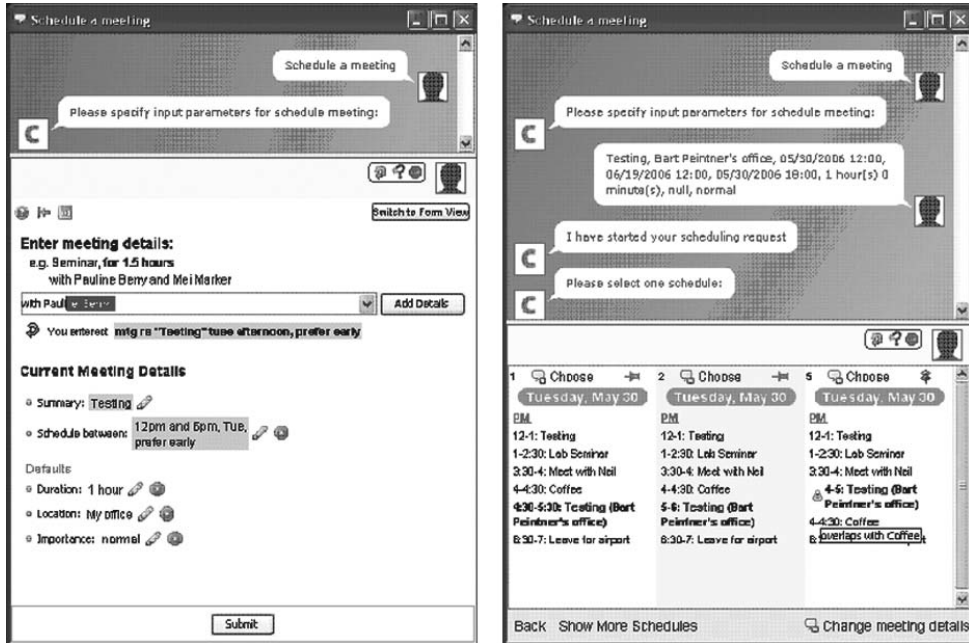 Schedule a meeting
Schedule a meeting
Please specify input parameters for schedule meeting:
C
Switch to Form View
Enter meeting details:
e.g. Seminar, for 1.5 hours
with Pauline Berry and Mei Marker
with Pauline Berry
Add Details
You entered: mtg re "Testing" tues afternoon, prefer early
Current Meeting Details
Summary: Testing
Schedule between: 12pm and 6pm, Tue,
prefer early
Defaults
Duration: 1 hour
Location: My office
Importance: normal
Submit
Schedule a meeting
Schedule a meeting
Please specify input parameters for schedule meeting:
C
Testing, Bart Peintner's office, 05/30/2006 12:00,
06/19/2006 12:00, 05/30/2006 18:00, 1 hour(s) 0
minute(s), null, normal
I have started your scheduling request
C
Please select one schedule:
C
1 Choose
Tuesday, May 30
PM
12-1: Testing
1-2:30: Lab Seminar
3:30-4: Meet with Neil
4-4:30: Coffee
4:30-5:30: Testing (Bart
Peintner's office)
6:30-7: Leave for airport
2 Choose
Tuesday, May 30
PM
12-1: Testing
1-2:30: Lab Seminar
3:30-4: Meet with Neil
4-4:30: Coffee
5-6: Testing (Bart
Peintner's office)
6:30-7: Leave for airport
5 Choose
Tuesday, May 30
PM
12-1: Testing
1-2:30: Lab Seminar
3:30-4: Meet with Neil
4-5: Testing (Bart
Peintner's office)
4-4:30: Coffee
overlaps with Coffee
Back Show More Schedules Change meeting details